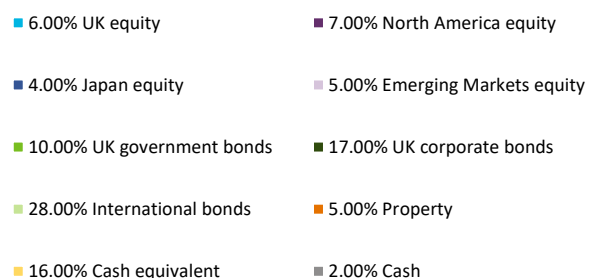 6.00% UK equity
7.00% North America equity
4.00% Japan equity
5.00% Emerging Markets equity
10.00% UK government bonds
17.00% UK corporate bonds
28.00% International bonds
5.00% Property
16.00% Cash equivalent
2.00% Cash